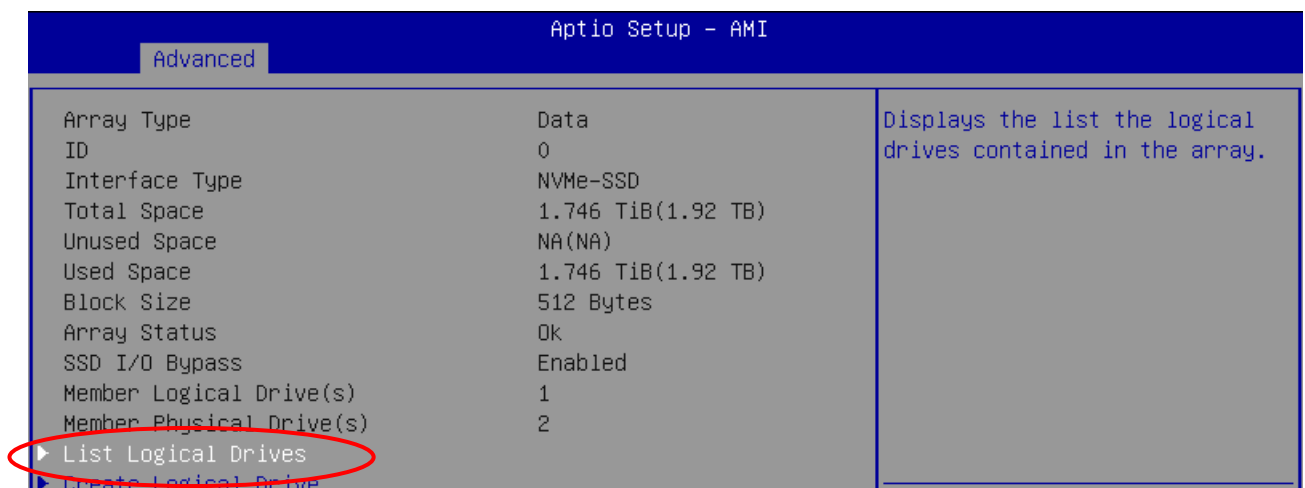 Aptio Setup – AMI
Advanced
Array Type Data
ID 0
Interface Type NVMe-SSD
Total Space 1.746 TiB(1.92 TB)
Unused Space NA(NA)
Used Space 1.746 TiB(1.92 TB)
Block Size 512 Bytes
Array Status Ok
SSD I/O Bypass Enabled
Member Logical Drive(s) 1
Member Physical Drive(s) 2
List Logical Drives
Create Logical Drive
Displays the list the logical
drives contained in the array.